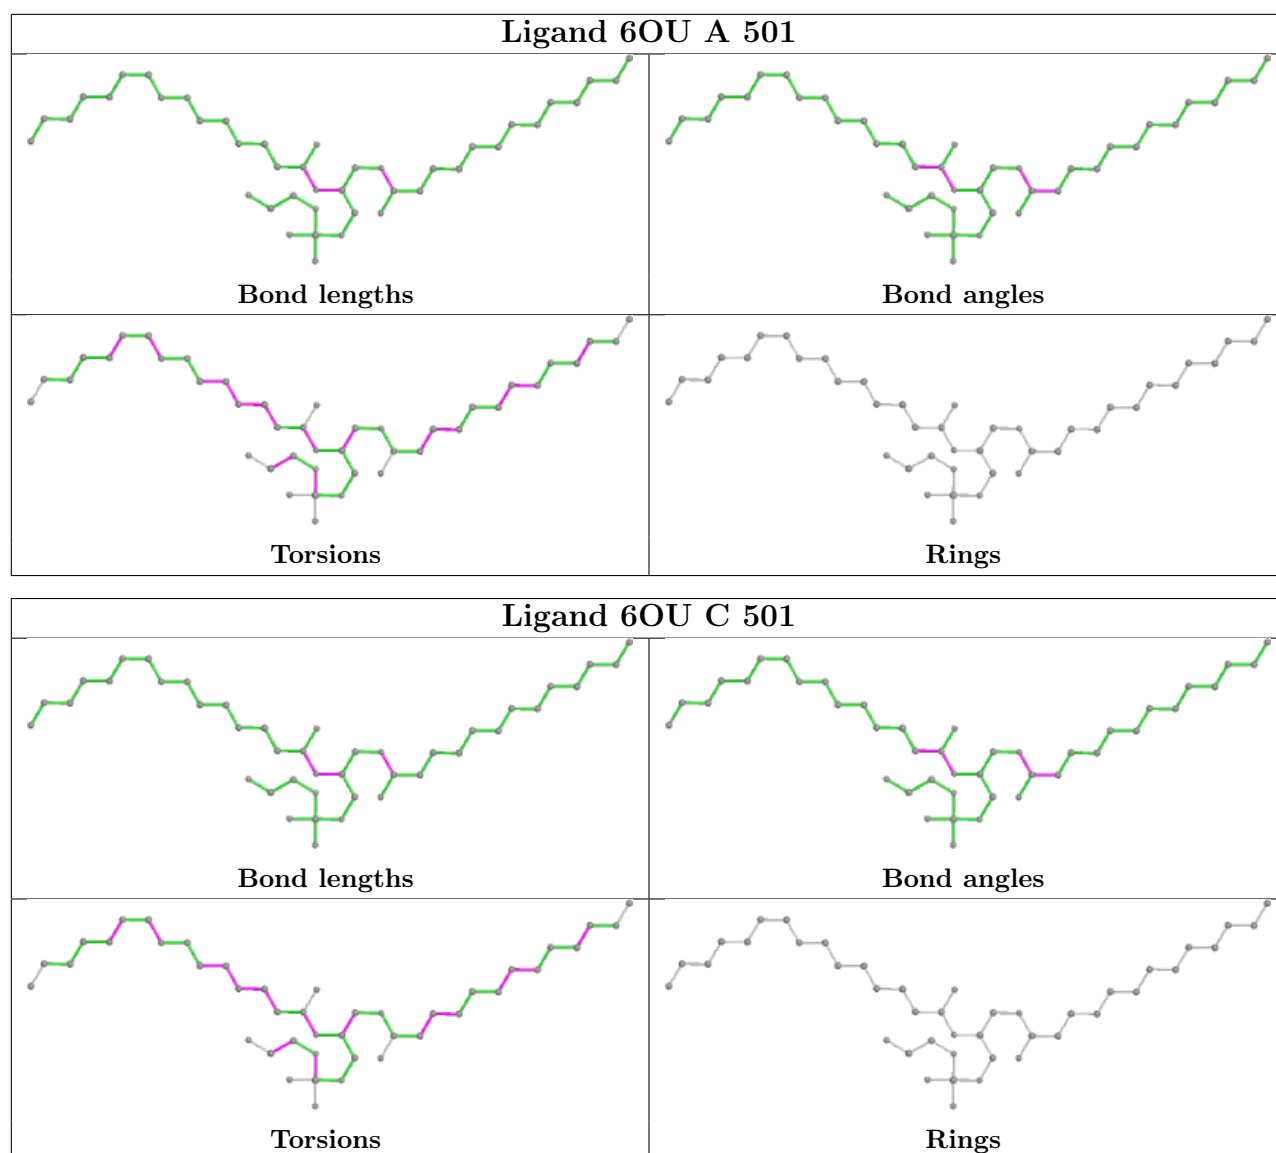 Ligand 6OU A 501
Bond lengths
Bond angles
Torsions
Rings
Ligand 6OU C 501
Bond lengths
Bond angles
Torsions
Rings